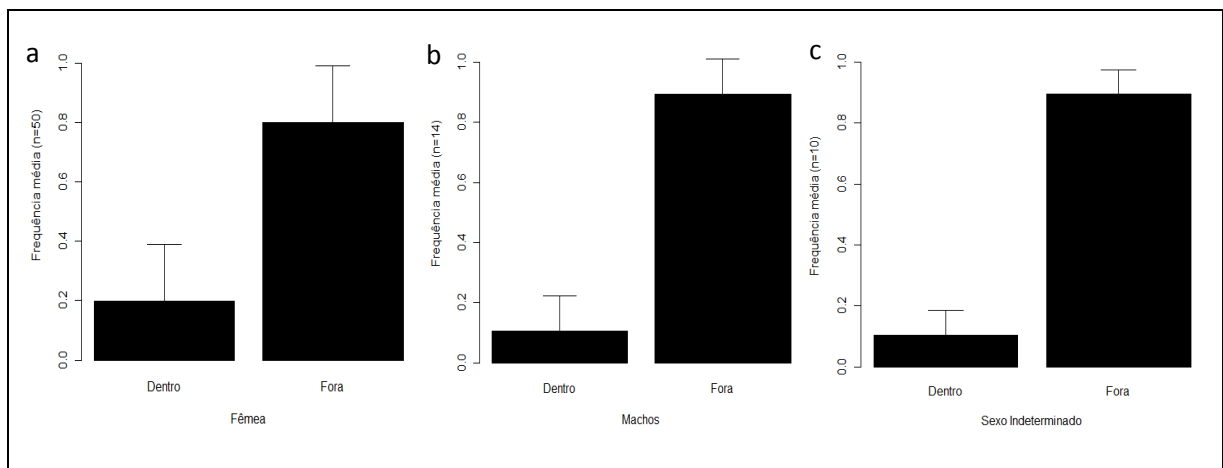 a
Frequência média (n=50)
0.0 0.2 0.4 0.6 0.8 1.0
Dentro Fora
Fêmea
b
Frequência média (n=14)
0.0 0.2 0.4 0.6 0.8 1.0
Dentro Fora
Machos
c
Frequência média (n=10)
0.0 0.2 0.4 0.6 0.8 1.0
Dentro Fora
Sexo Indeterminado